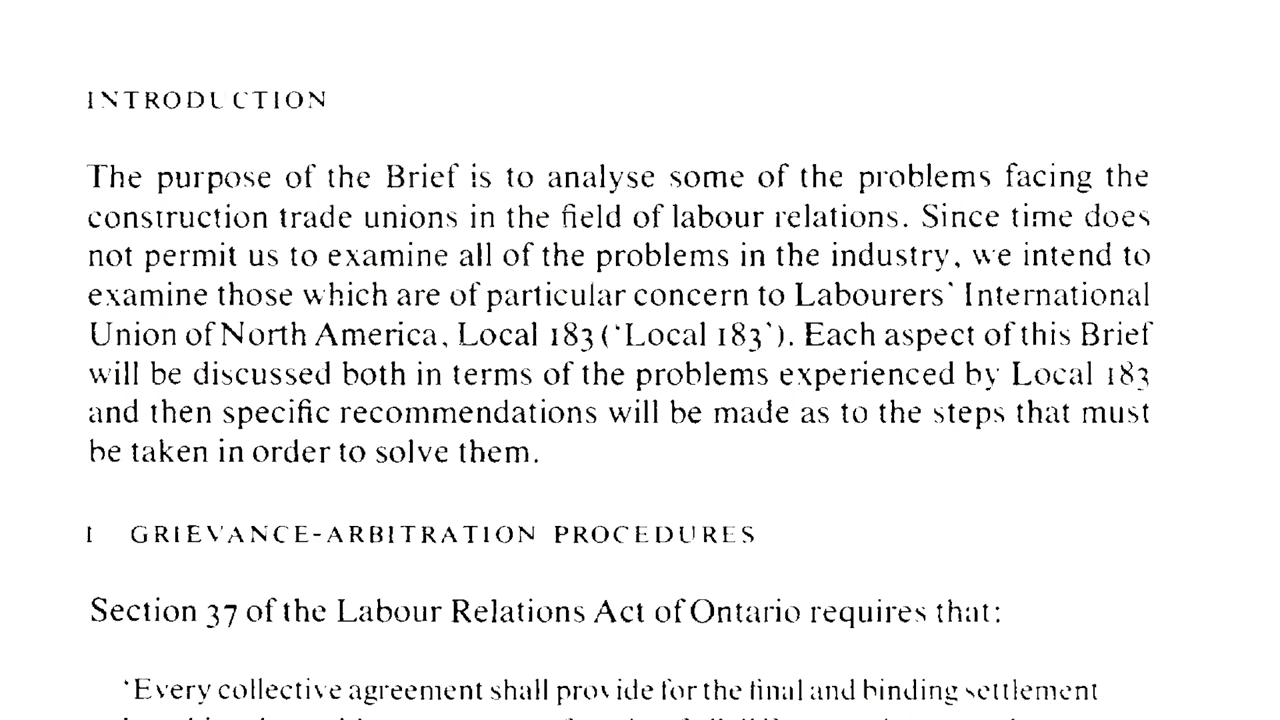 INTRODUCTION
The purpose of the Brief is to analyse some of the problems facing the
construction trade unions in the field of labour relations. Since time does
not permit us to examine all of the problems in the industry, we intend to
examine those which are of particular concern to Labourers' International
Union of North America, Local 183 ('Local 183'). Each aspect of this Brief
will be discussed both in terms of the problems experienced by Local 183
and then specific recommendations will be made as to the steps that must
be taken in order to solve them.
I GRIEVANCE-ARBITRATION PROCEDURES
Section 37 of the Labour Relations Act of Ontario requires that:
'Every collective agreement shall provide for the final and binding settlement